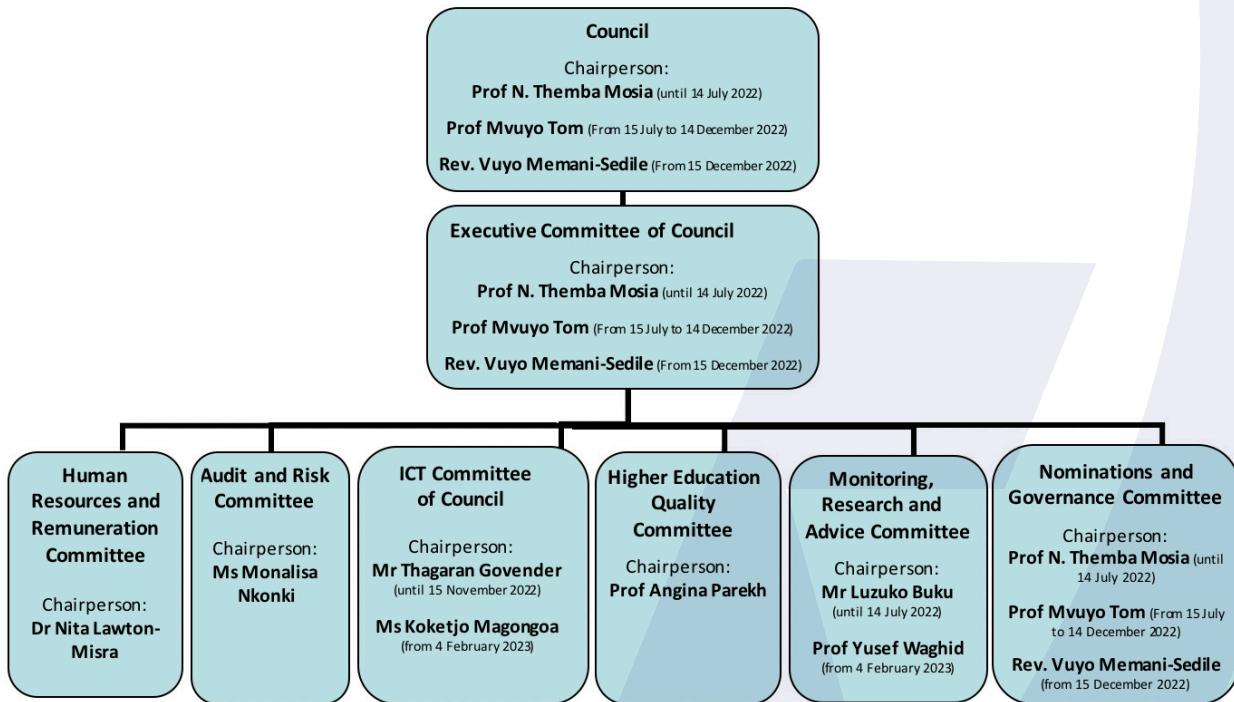 Council
Chairperson:
Prof N. Themba Mosia (until 14 July 2022)
Prof Mvuyo Tom (From 15 July to 14 December 2022)
Rev. Vuyo Memani-Sedile (From 15 December 2022)
Executive Committee of Council
Chairperson:
Prof N. Themba Mosia (until 14 July 2022)
Prof Mvuyo Tom (From 15 July to 14 December 2022)
Rev. Vuyo Memani-Sedile (From 15 December 2022)
Human
Resources and
Remuneration
Committee
Chairperson:
Dr Nita Lawton-
Misra
Audit and Risk
Committee
Chairperson:
Ms Monalisa
Nkonki
ICT Committee
of Council
Chairperson:
Mr Thagaran Govender
(until 15 November 2022)
Ms Koketjo Magongoa
(from 4 February 2023)
Higher Education
Quality
Committee
Chairperson:
Prof Angina Parekh
Monitoring,
Research and
Advice Committee
Chairperson:
Mr Luzuko Buku
(until 14 July 2022)
Prof Yusef Waghid
(from 4 February 2023)
Nominations and
Governance Committee
Chairperson:
Prof N. Themba Mosia (until
14 July 2022)
Prof Mvuyo Tom (From 15 July
to 14 December 2022)
Rev. Vuyo Memani-Sedile
(from 15 December 2022)